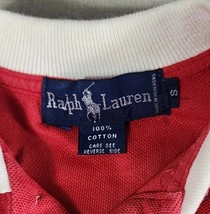 Ralph Lauren
S
100%
COTTON
CARE SEE
REVERSE SIDE